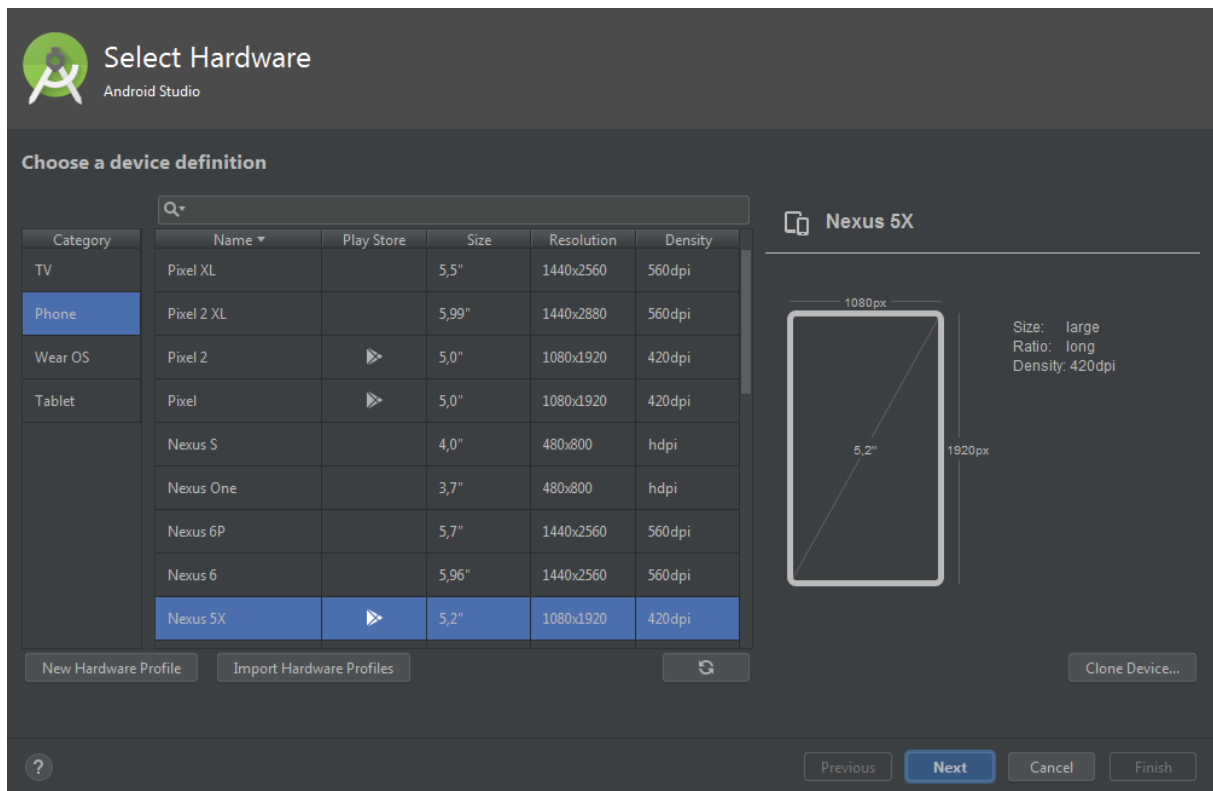 Select Hardware
Android Studio
Choose a device definition
Category
TV
Phone
Wear OS
Tablet
Name Play Store Size Resolution Density
Pixel XL 5,5" 1440x2560 560dpi
Pixel 2 XL 5,99" 1440x2880 560dpi
Pixel 2 5,0" 1080x1920 420dpi
Pixel 5,0" 1080x1920 420dpi
Nexus S 4,0" 480x800 hdpi
Nexus One 3,7" 480x800 hdpi
Nexus 6P 5,7" 1440x2560 560dpi
Nexus 6 5,96" 1440x2560 560dpi
Nexus 5X 5,2" 1080x1920 420dpi
New Hardware Profile Import Hardware Profiles
Nexus 5X
1080px
5,2"
1920px
Size: large
Ratio: long
Density: 420dpi
Clone Device...
? Previous Next Cancel Finish